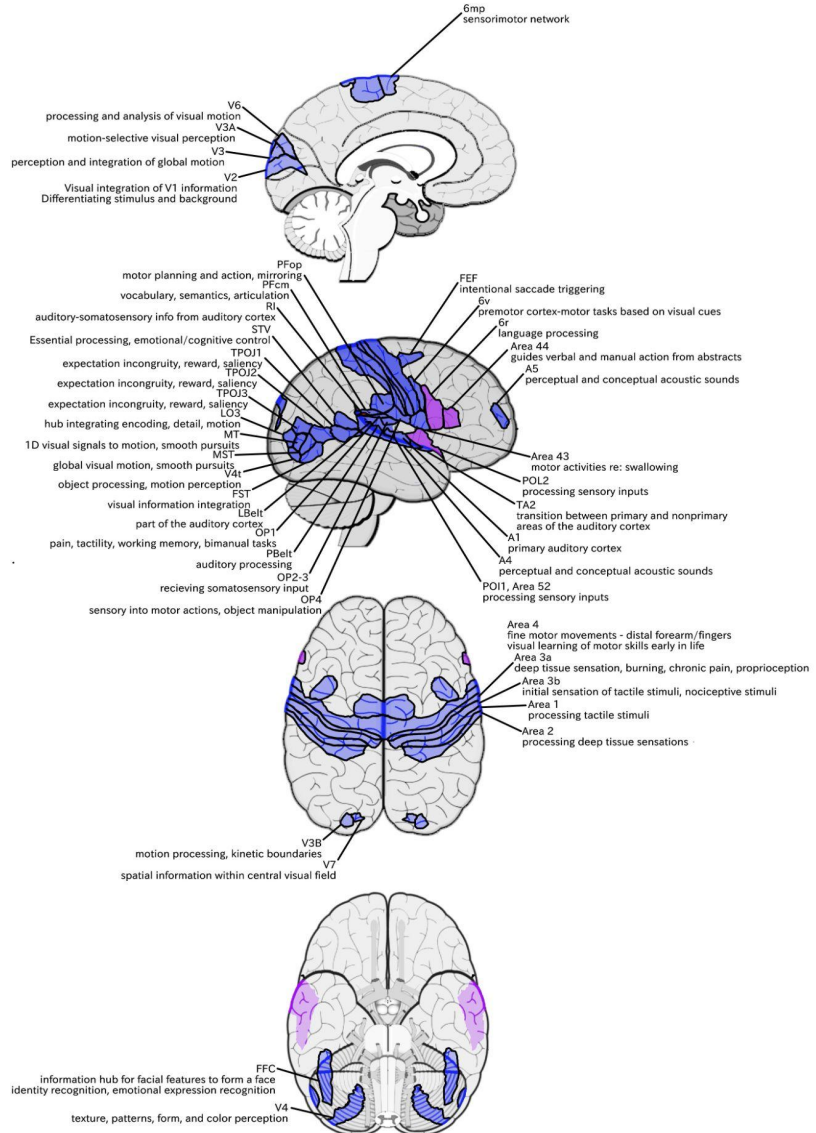 6mp
sensorimotor network
V6
processing and analysis of visual motion
V3A
motion-selective visual perception
V3
perception and integration of global motion
V2
Visual integration of V1 information
Differentiating stimulus and background
PFop
motor planning and action, mirroring
PFcm
vocabulary, semantics, articulation
RI
auditory-somatosensory info from auditory cortex
STV
Essential processing, emotional/cognitive control
TPOJ1
expectation incongruity, reward, saliency
TPOJ2
expectation incongruity, reward, saliency
TPOJ3
expectation incongruity, reward, saliency
LO3
hub integrating encoding, detail, motion
MT
1D visual signals to motion, smooth pursuits
MST
global visual motion, smooth pursuits
V4t
object processing, motion perception
FST
visual information integration
LBelt
part of the auditory cortex
OP1
pain, tactility, working memory, bimanual tasks
PBelt
auditory processing
OP2-3
recieving somatosensory input
OP4
sensory into motor actions, object manipulation
FEF
intentional saccade triggering
6v
premotor cortex-motor tasks based on visual cues
6r
language processing
Area 44
guides verbal and manual action from abstracts
A5
perceptual and conceptual acoustic sounds
Area 43
motor activities re: swallowing
POL2
processing sensory inputs
TA2
transition between primary and nonprimary
areas of the auditory cortex
A1
primary auditory cortex
A4
perceptual and conceptual acoustic sounds
POI1, Area 52
processing sensory inputs
Area 4
fine motor movements - distal forearm/fingers
visual learning of motor skills early in life
Area 3a
deep tissue sensation, burning, chronic pain, proprioception
Area 3b
initial sensation of tactile stimuli, nociceptive stimuli
Area 1
processing tactile stimuli
Area 2
processing deep tissue sensations
V3B
motion processing, kinetic boundaries
V7
spatial information within central visual field
FFC
information hub for facial features to form a face
identity recognition, emotional expression recognition
V4
texture, patterns, form, and color perception